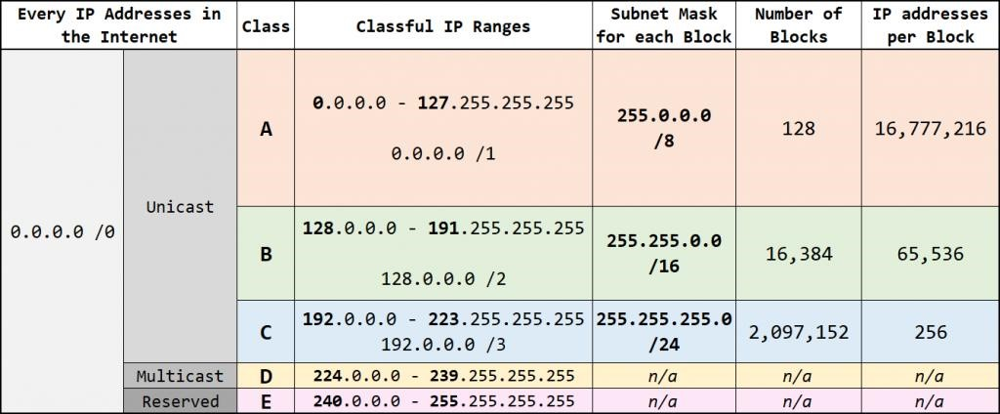 Every IP Addresses in
the Internet
Class
Classful IP Ranges
Subnet Mask
for each Block
Number of
Blocks
IP addresses
per Block
0.0.0.0 /0
Unicast
A
0.0.0.0 - 127.255.255.255
0.0.0.0 /1
255.0.0.0
/8
128
16,777,216
B
128.0.0.0 - 191.255.255.255
128.0.0.0 /2
255.255.0.0
/16
16,384
65,536
C
192.0.0.0 - 223.255.255.255
192.0.0.0 /3
255.255.255.0
/24
2,097,152
256
Multicast
D
224.0.0.0 - 239.255.255.255
n/a
n/a
n/a
Reserved
E
240.0.0.0 - 255.255.255.255
n/a
n/a
n/a